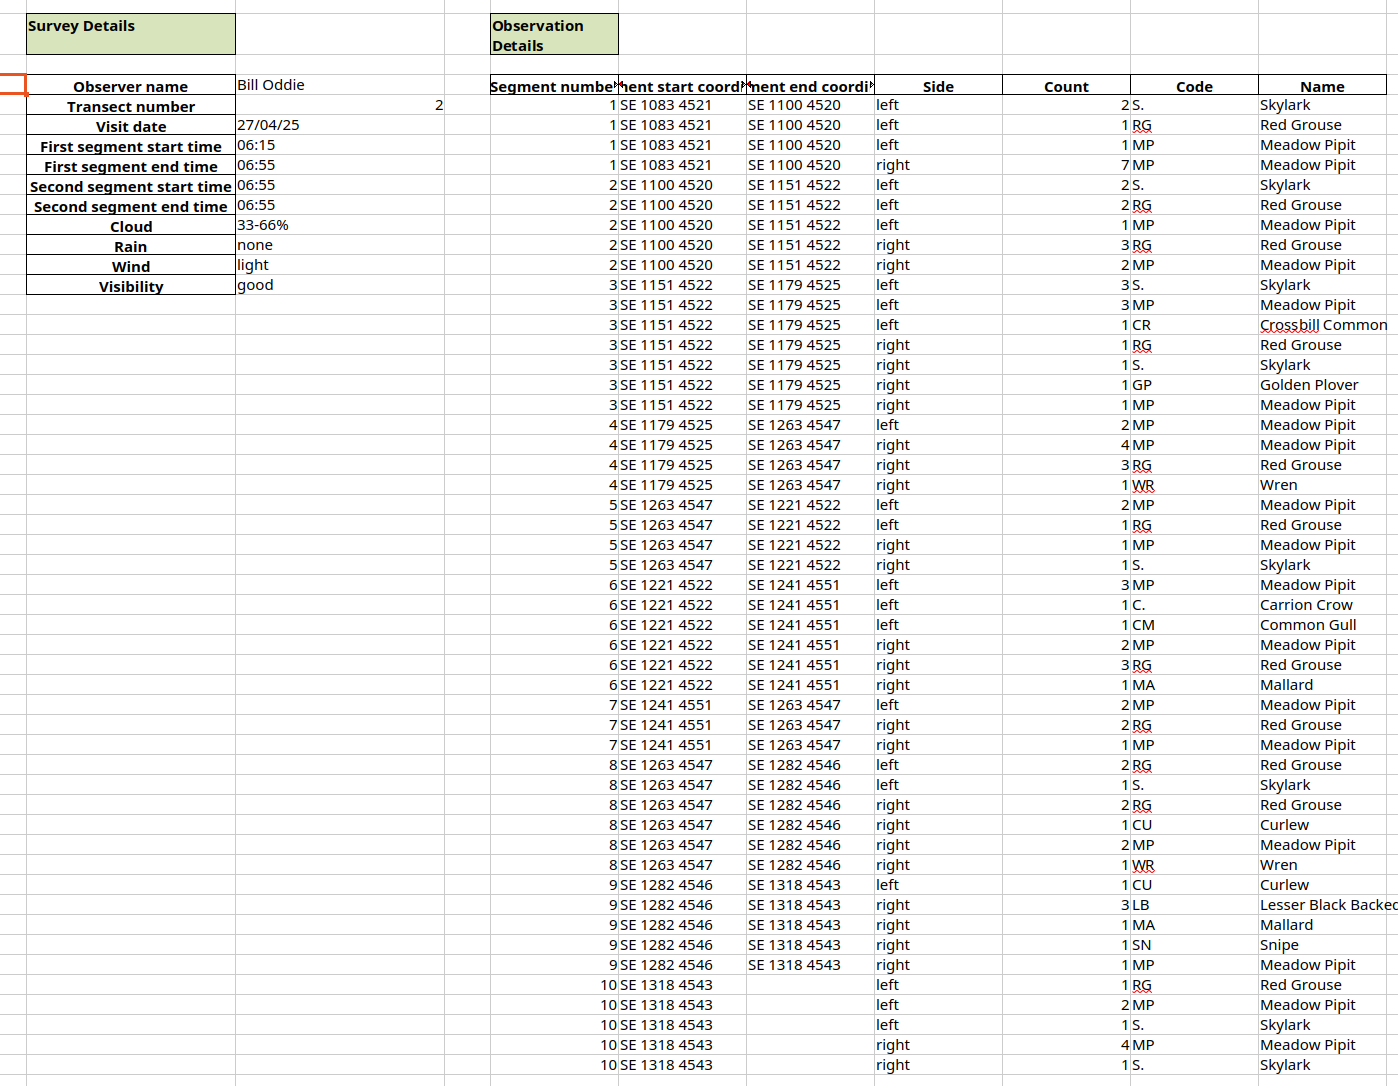 Survey Details
Observation
Details
Observer name Bill Oddie
Transect number 2
Visit date 27/04/25
First segment start time 06:15
First segment end time 06:55
Second segment start time 06:55
Second segment end time 06:55
Cloud 33-66%
Rain none
Wind light
Visibility good
Segment numbe ment start coordi ment end coordi Side Count Code Name
1 SE 1083 4521 SE 1100 4520 left 2 S. Skylark
1 SE 1083 4521 SE 1100 4520 left 1 RG Red Grouse
1 SE 1083 4521 SE 1100 4520 left 1 MP Meadow Pipit
1 SE 1083 4521 SE 1100 4520 right 7 MP Meadow Pipit
2 SE 1100 4520 SE 1151 4522 left 2 S. Skylark
2 SE 1100 4520 SE 1151 4522 left 2 RG Red Grouse
2 SE 1100 4520 SE 1151 4522 left 1 MP Meadow Pipit
2 SE 1100 4520 SE 1151 4522 right 3 RG Red Grouse
2 SE 1100 4520 SE 1151 4522 right 2 MP Meadow Pipit
3 SE 1151 4522 SE 1179 4525 left 3 S. Skylark
3 SE 1151 4522 SE 1179 4525 left 3 MP Meadow Pipit
3 SE 1151 4522 SE 1179 4525 left 1 CR Crossbill Common
3 SE 1151 4522 SE 1179 4525 right 1 RG Red Grouse
3 SE 1151 4522 SE 1179 4525 right 1 S. Skylark
3 SE 1151 4522 SE 1179 4525 right 1 GP Golden Plover
3 SE 1151 4522 SE 1179 4525 right 1 MP Meadow Pipit
4 SE 1179 4525 SE 1263 4547 left 2 MP Meadow Pipit
4 SE 1179 4525 SE 1263 4547 right 4 MP Meadow Pipit
4 SE 1179 4525 SE 1263 4547 right 3 RG Red Grouse
4 SE 1179 4525 SE 1263 4547 right 1 WR Wren
5 SE 1263 4547 SE 1221 4522 left 2 MP Meadow Pipit
5 SE 1263 4547 SE 1221 4522 left 1 RG Red Grouse
5 SE 1263 4547 SE 1221 4522 right 1 MP Meadow Pipit
5 SE 1263 4547 SE 1221 4522 right 1 S. Skylark
6 SE 1221 4522 SE 1241 4551 left 3 MP Meadow Pipit
6 SE 1221 4522 SE 1241 4551 left 1 C. Carrion Crow
6 SE 1221 4522 SE 1241 4551 left 1 CM Common Gull
6 SE 1221 4522 SE 1241 4551 right 2 MP Meadow Pipit
6 SE 1221 4522 SE 1241 4551 right 3 RG Red Grouse
6 SE 1221 4522 SE 1241 4551 right 1 MA Mallard
7 SE 1241 4551 SE 1263 4547 left 2 MP Meadow Pipit
7 SE 1241 4551 SE 1263 4547 right 2 RG Red Grouse
7 SE 1241 4551 SE 1263 4547 right 1 MP Meadow Pipit
8 SE 1263 4547 SE 1282 4546 left 2 RG Red Grouse
8 SE 1263 4547 SE 1282 4546 left 1 S. Skylark
8 SE 1263 4547 SE 1282 4546 right 2 RG Red Grouse
8 SE 1263 4547 SE 1282 4546 right 1 CU Curlew
8 SE 1263 4547 SE 1282 4546 right 2 MP Meadow Pipit
8 SE 1263 4547 SE 1282 4546 right 1 WR Wren
9 SE 1282 4546 SE 1318 4543 left 1 CU Curlew
9 SE 1282 4546 SE 1318 4543 right 3 LB Lesser Black Backed
9 SE 1282 4546 SE 1318 4543 right 1 MA Mallard
9 SE 1282 4546 SE 1318 4543 right 1 SN Snipe
9 SE 1282 4546 SE 1318 4543 right 1 MP Meadow Pipit
10 SE 1318 4543 left 1 RG Red Grouse
10 SE 1318 4543 left 2 MP Meadow Pipit
10 SE 1318 4543 left 1 S. Skylark
10 SE 1318 4543 right 4 MP Meadow Pipit
10 SE 1318 4543 right 1 S. Skylark